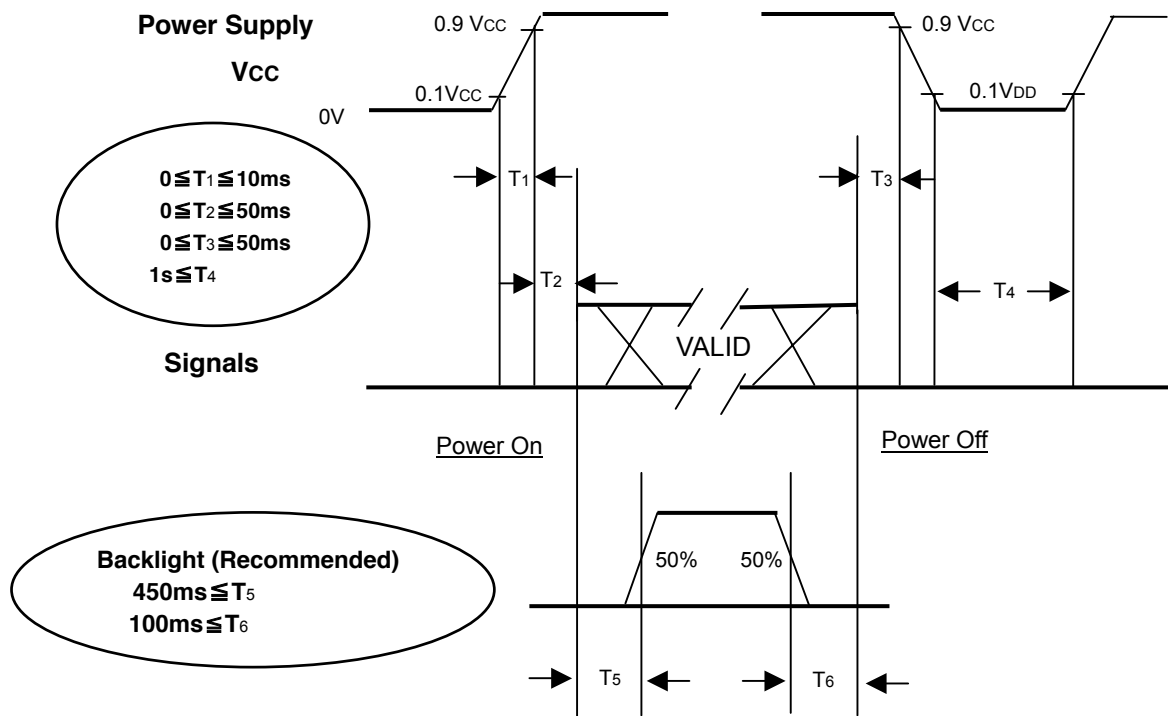 Power Supply
VCC
0.9 VCC
0.1VCC
0V
0.9 VCC
0.1VDD
0≦T1≦10ms
0≦T2≦50ms
0≦T3≦50ms
1s≦T4
T1
T3
T2
T4
VALID
Signals
Power On
Power Off
Backlight (Recommended)
450ms≦T5
100ms≦T6
50%
50%
T5
T6